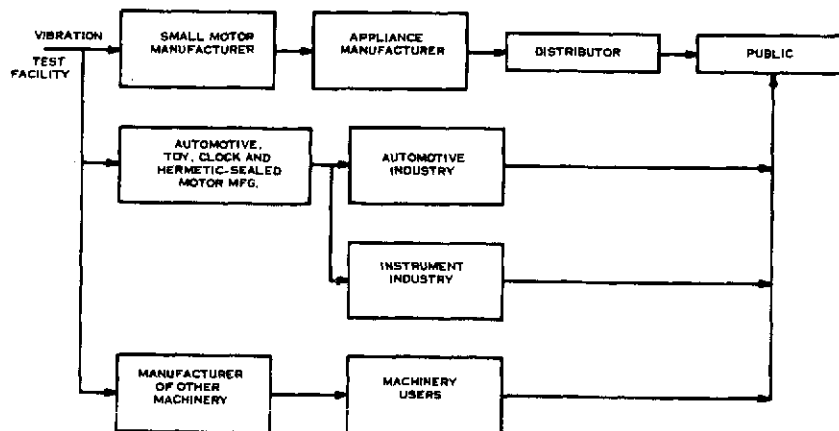 VIBRATION
TEST
FACILITY
SMALL MOTOR
MANUFACTURER
APPLIANCE
MANUFACTURER
DISTRIBUTOR
PUBLIC
AUTOMOTIVE,
TOY, CLOCK AND
HERMETIC-SEALED
MOTOR MFG.
AUTOMOTIVE
INDUSTRY
INSTRUMENT
INDUSTRY
MANUFACTURER
OF OTHER
MACHINERY
MACHINERY
USERS